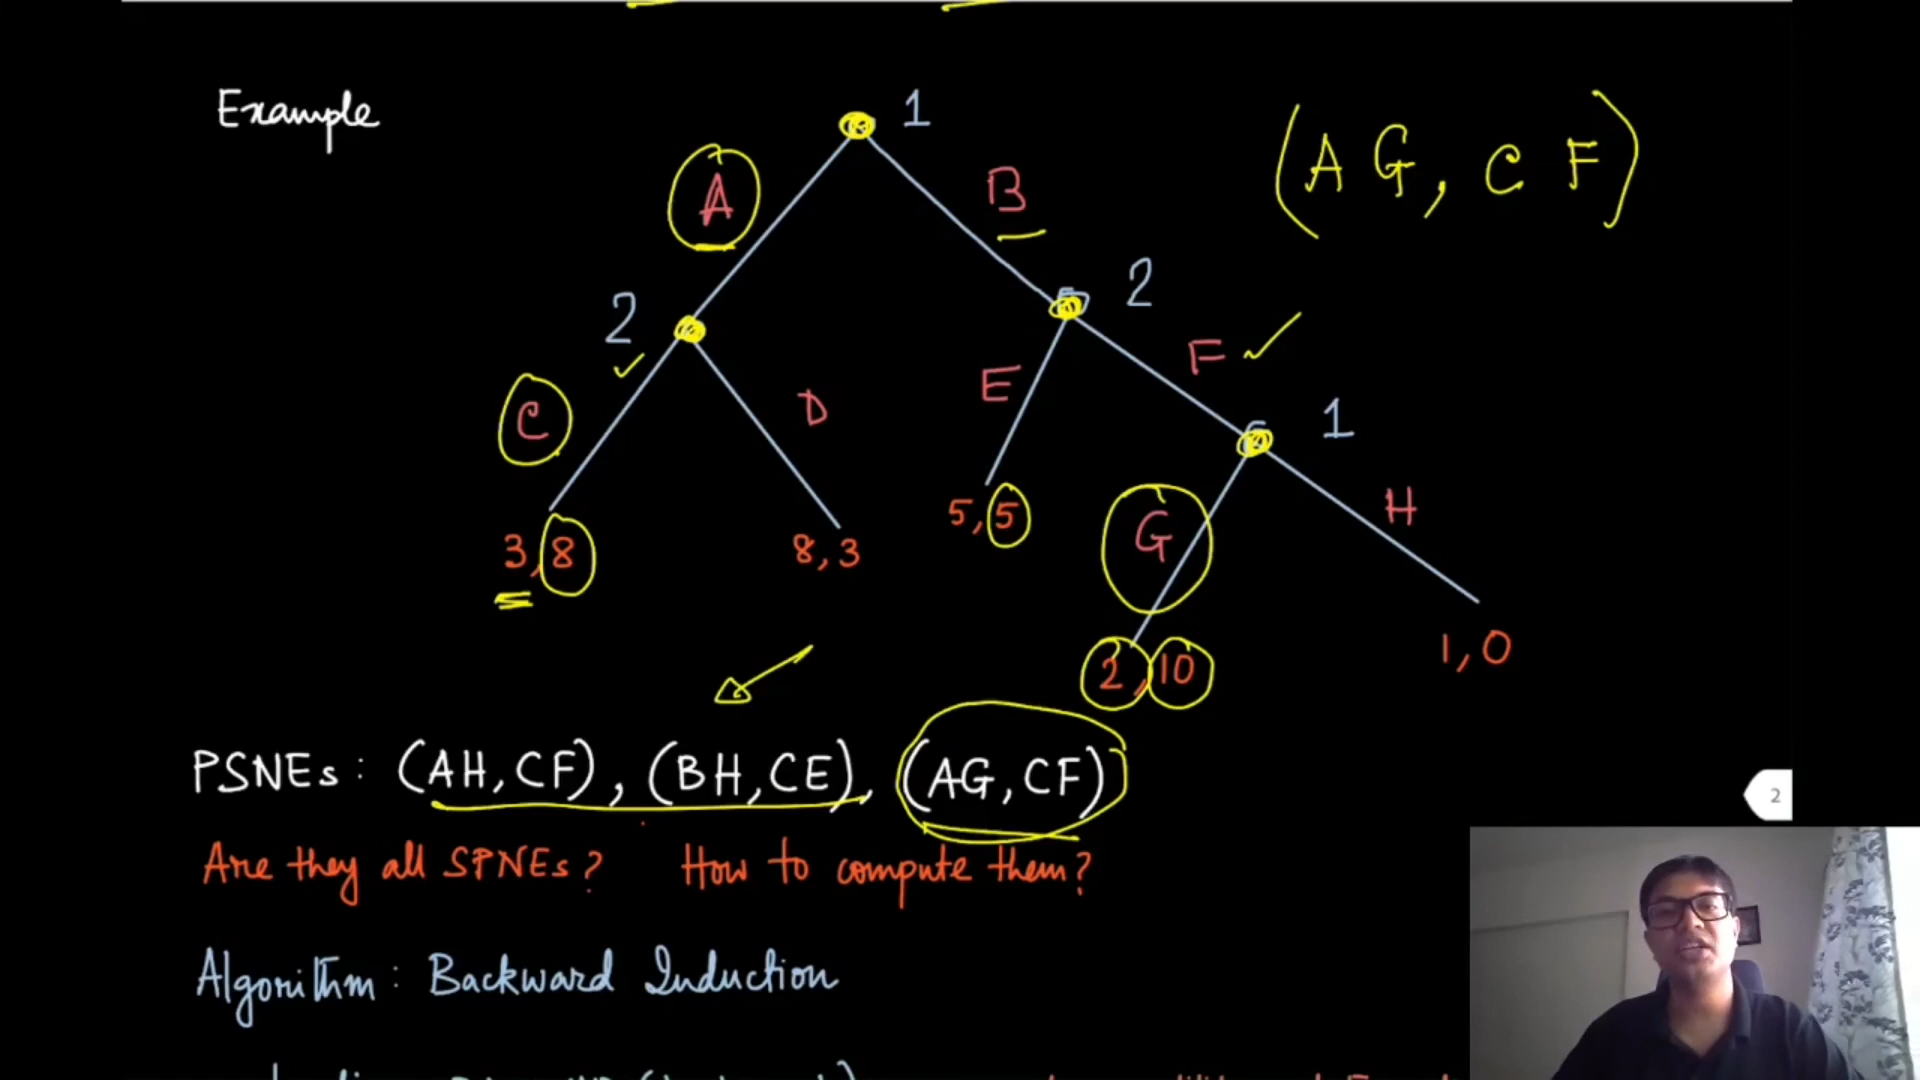 Example
1
(AG, CF)
A
B
2
2
F
E
1
C
D
H
G
5,5
3,8
8,3
1,0
2,10
PSNEs: (AH,CF), (BH,CE), (AG,CF)
2
Are they all SPNEs? How to compute them?
Algorithm: Backward Induction